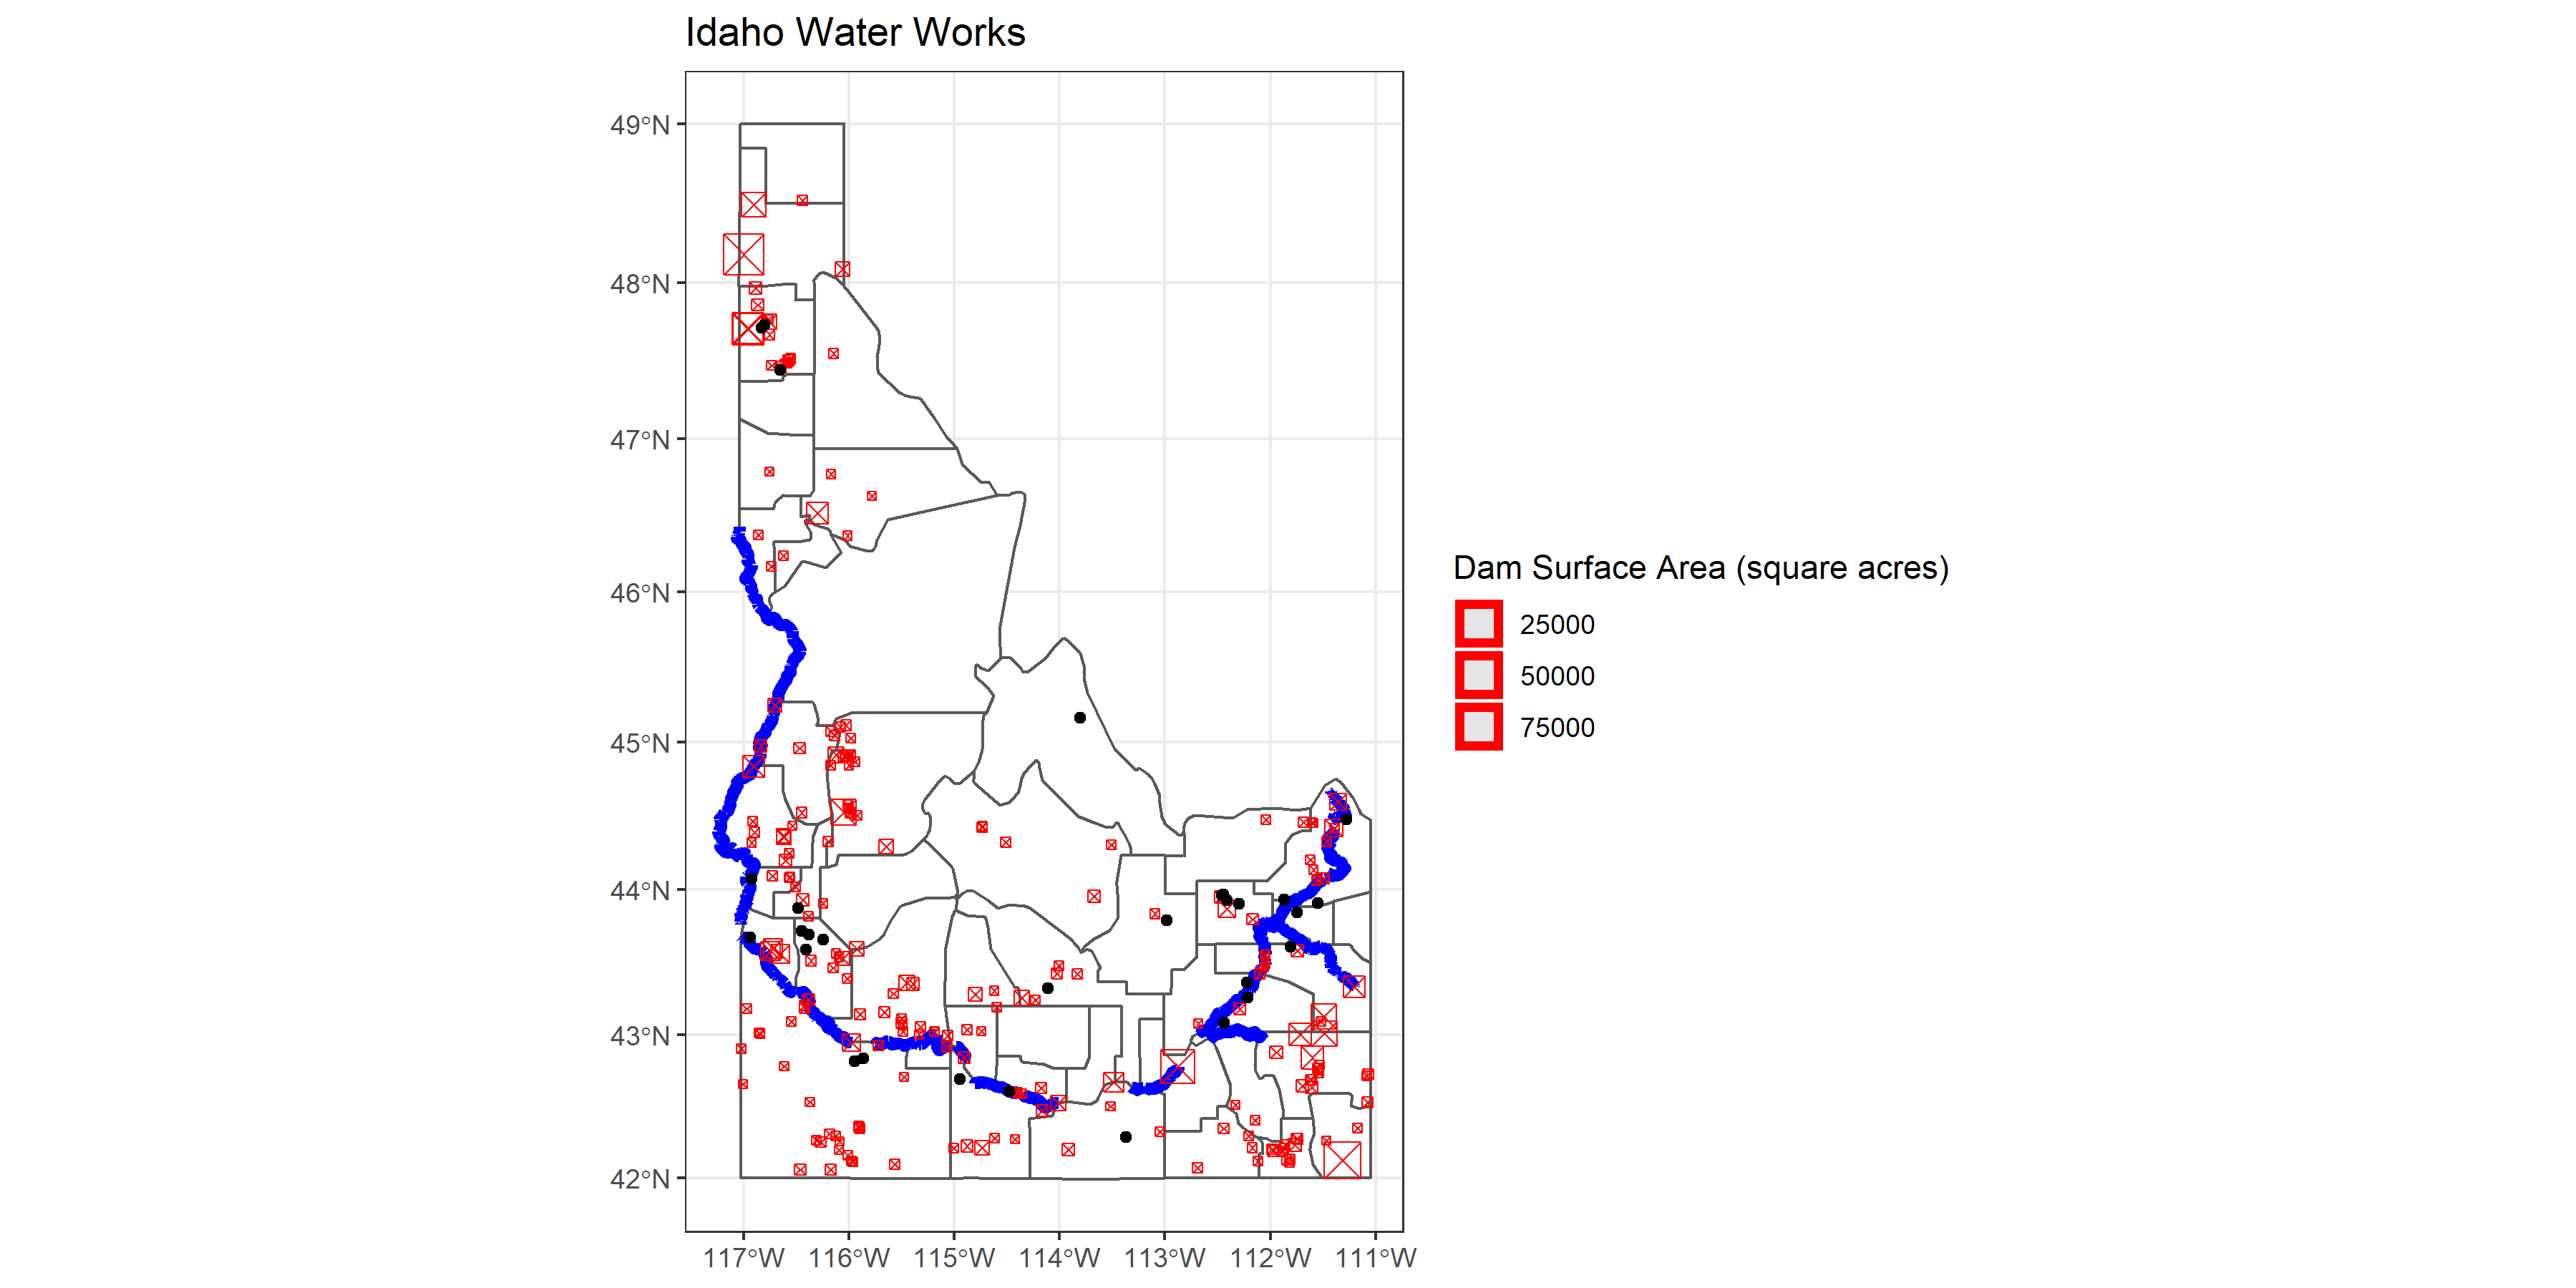 Idaho Water Works
49°N
48°N
47°N
46°N
45°N
44°N
43°N
42°N
117°W 116°W 115°W 114°W 113°W 112°W 111°W
Dam Surface Area (square acres)
25000
50000
75000